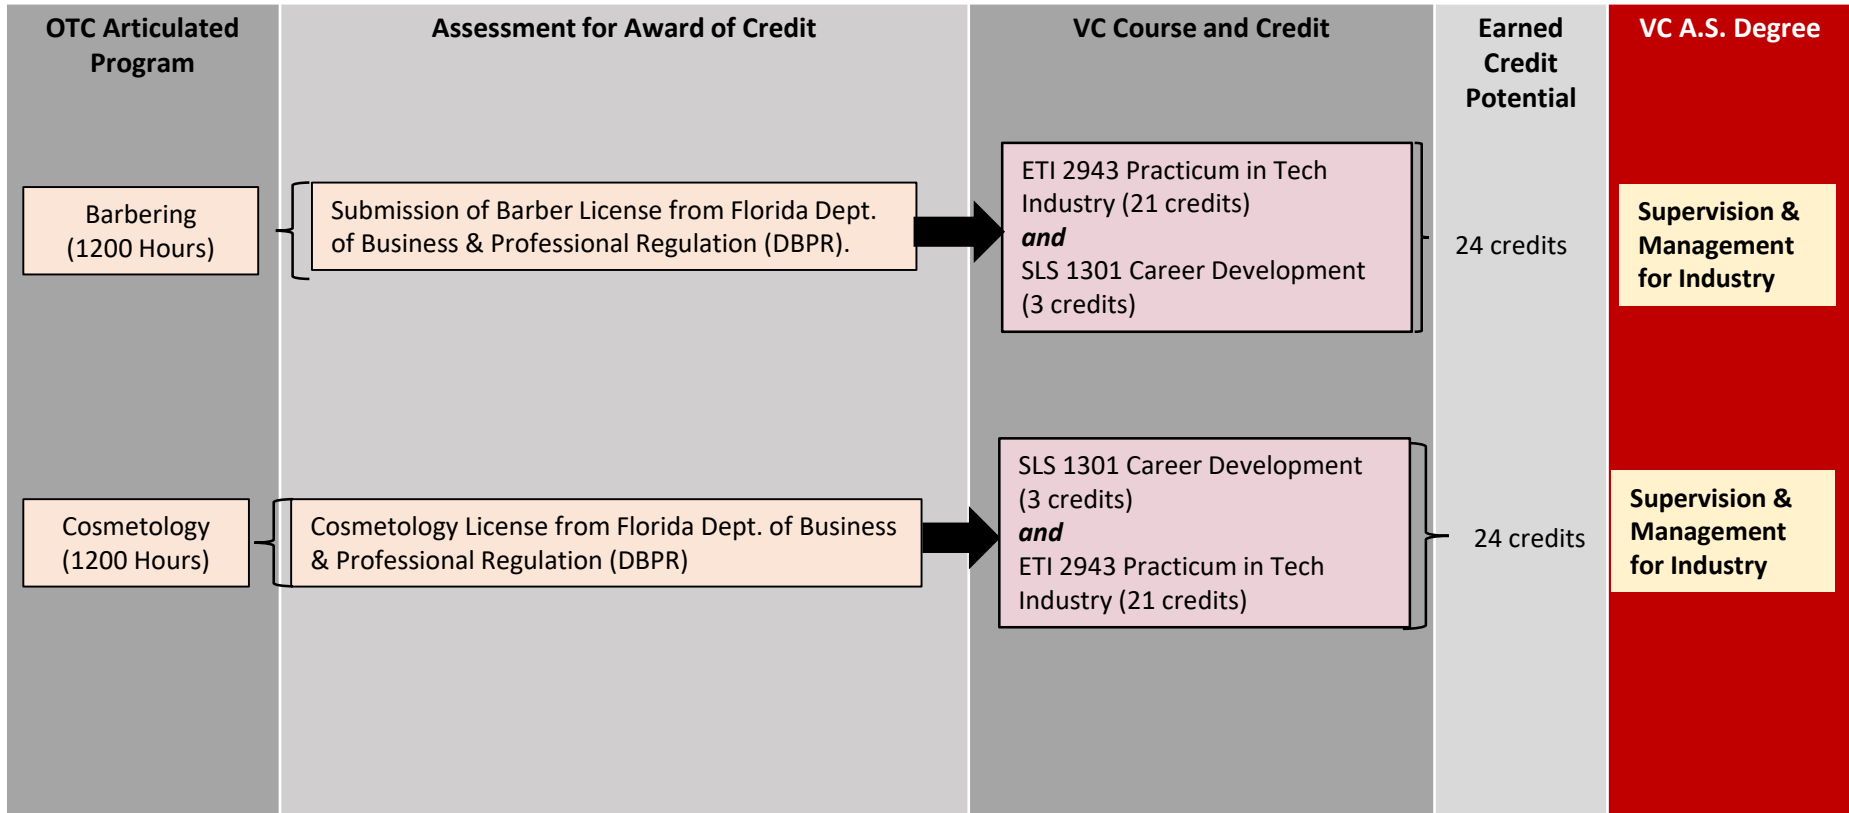 OTC Articulated
Program
Assessment for Award of Credit
VC Course and Credit
Earned
Credit
Potential
VC A.S. Degree
Barbering
(1200 Hours)
Submission of Barber License from Florida Dept.
of Business & Professional Regulation (DBPR).
ETI 2943 Practicum in Tech
Industry (21 credits)
and
SLS 1301 Career Development
(3 credits)
24 credits
Supervision &
Management
for Industry
Cosmetology
(1200 Hours)
Cosmetology License from Florida Dept. of Business
& Professional Regulation (DBPR)
SLS 1301 Career Development
(3 credits)
and
ETI 2943 Practicum in Tech
Industry (21 credits)
24 credits
Supervision &
Management
for Industry